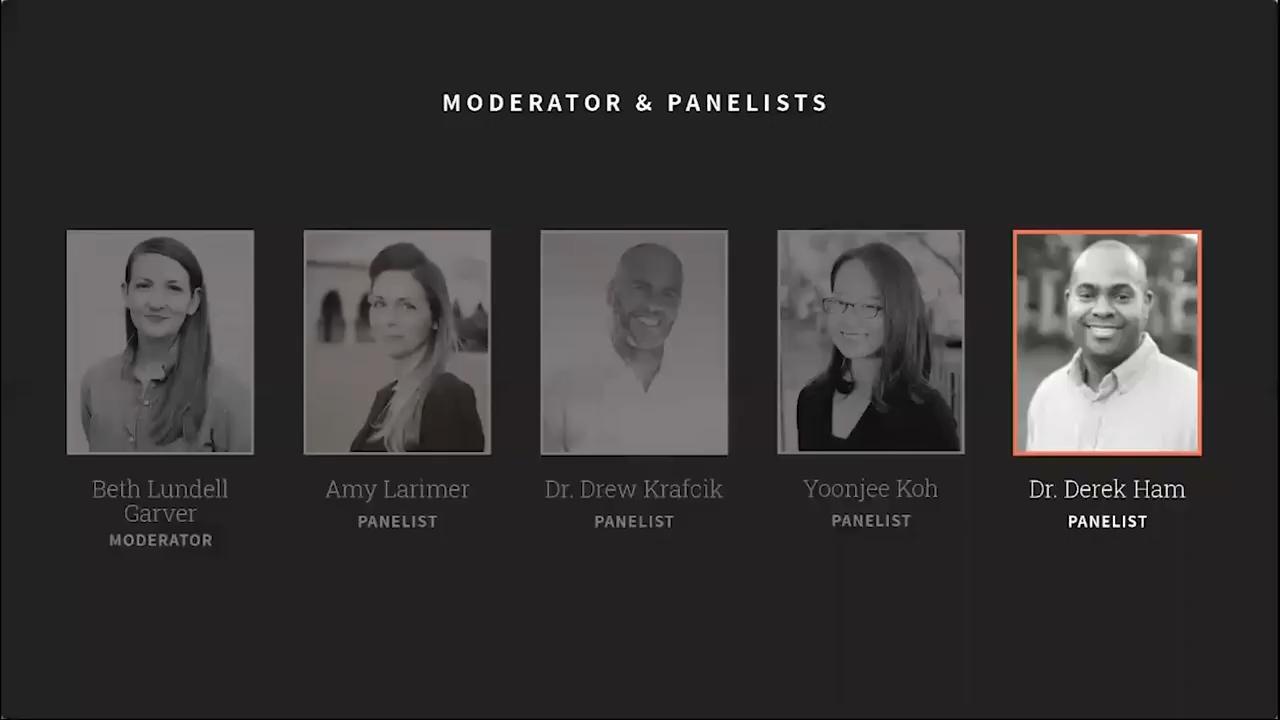 MODERATOR & PANELISTS
Beth Lundell
Garver
MODERATOR
Amy Larimer
PANELIST
Dr. Drew Krafcik
PANELIST
Yoonjee Koh
PANELIST
Dr. Derek Ham
PANELIST